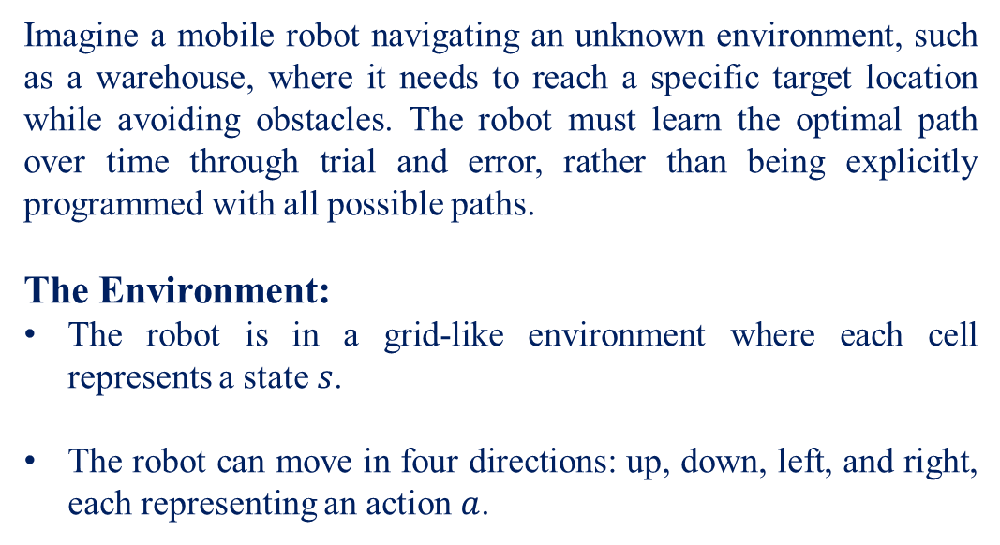 Imagine a mobile robot navigating an unknown environment, such
as a warehouse, where it needs to reach a specific target location
while avoiding obstacles. The robot must learn the optimal path
over time through trial and error, rather than being explicitly
programmed with all possible paths.
The Environment:
• The robot is in a grid-like environment where each cell
represents a state s.
• The robot can move in four directions: up, down, left, and right,
each representing an action a.